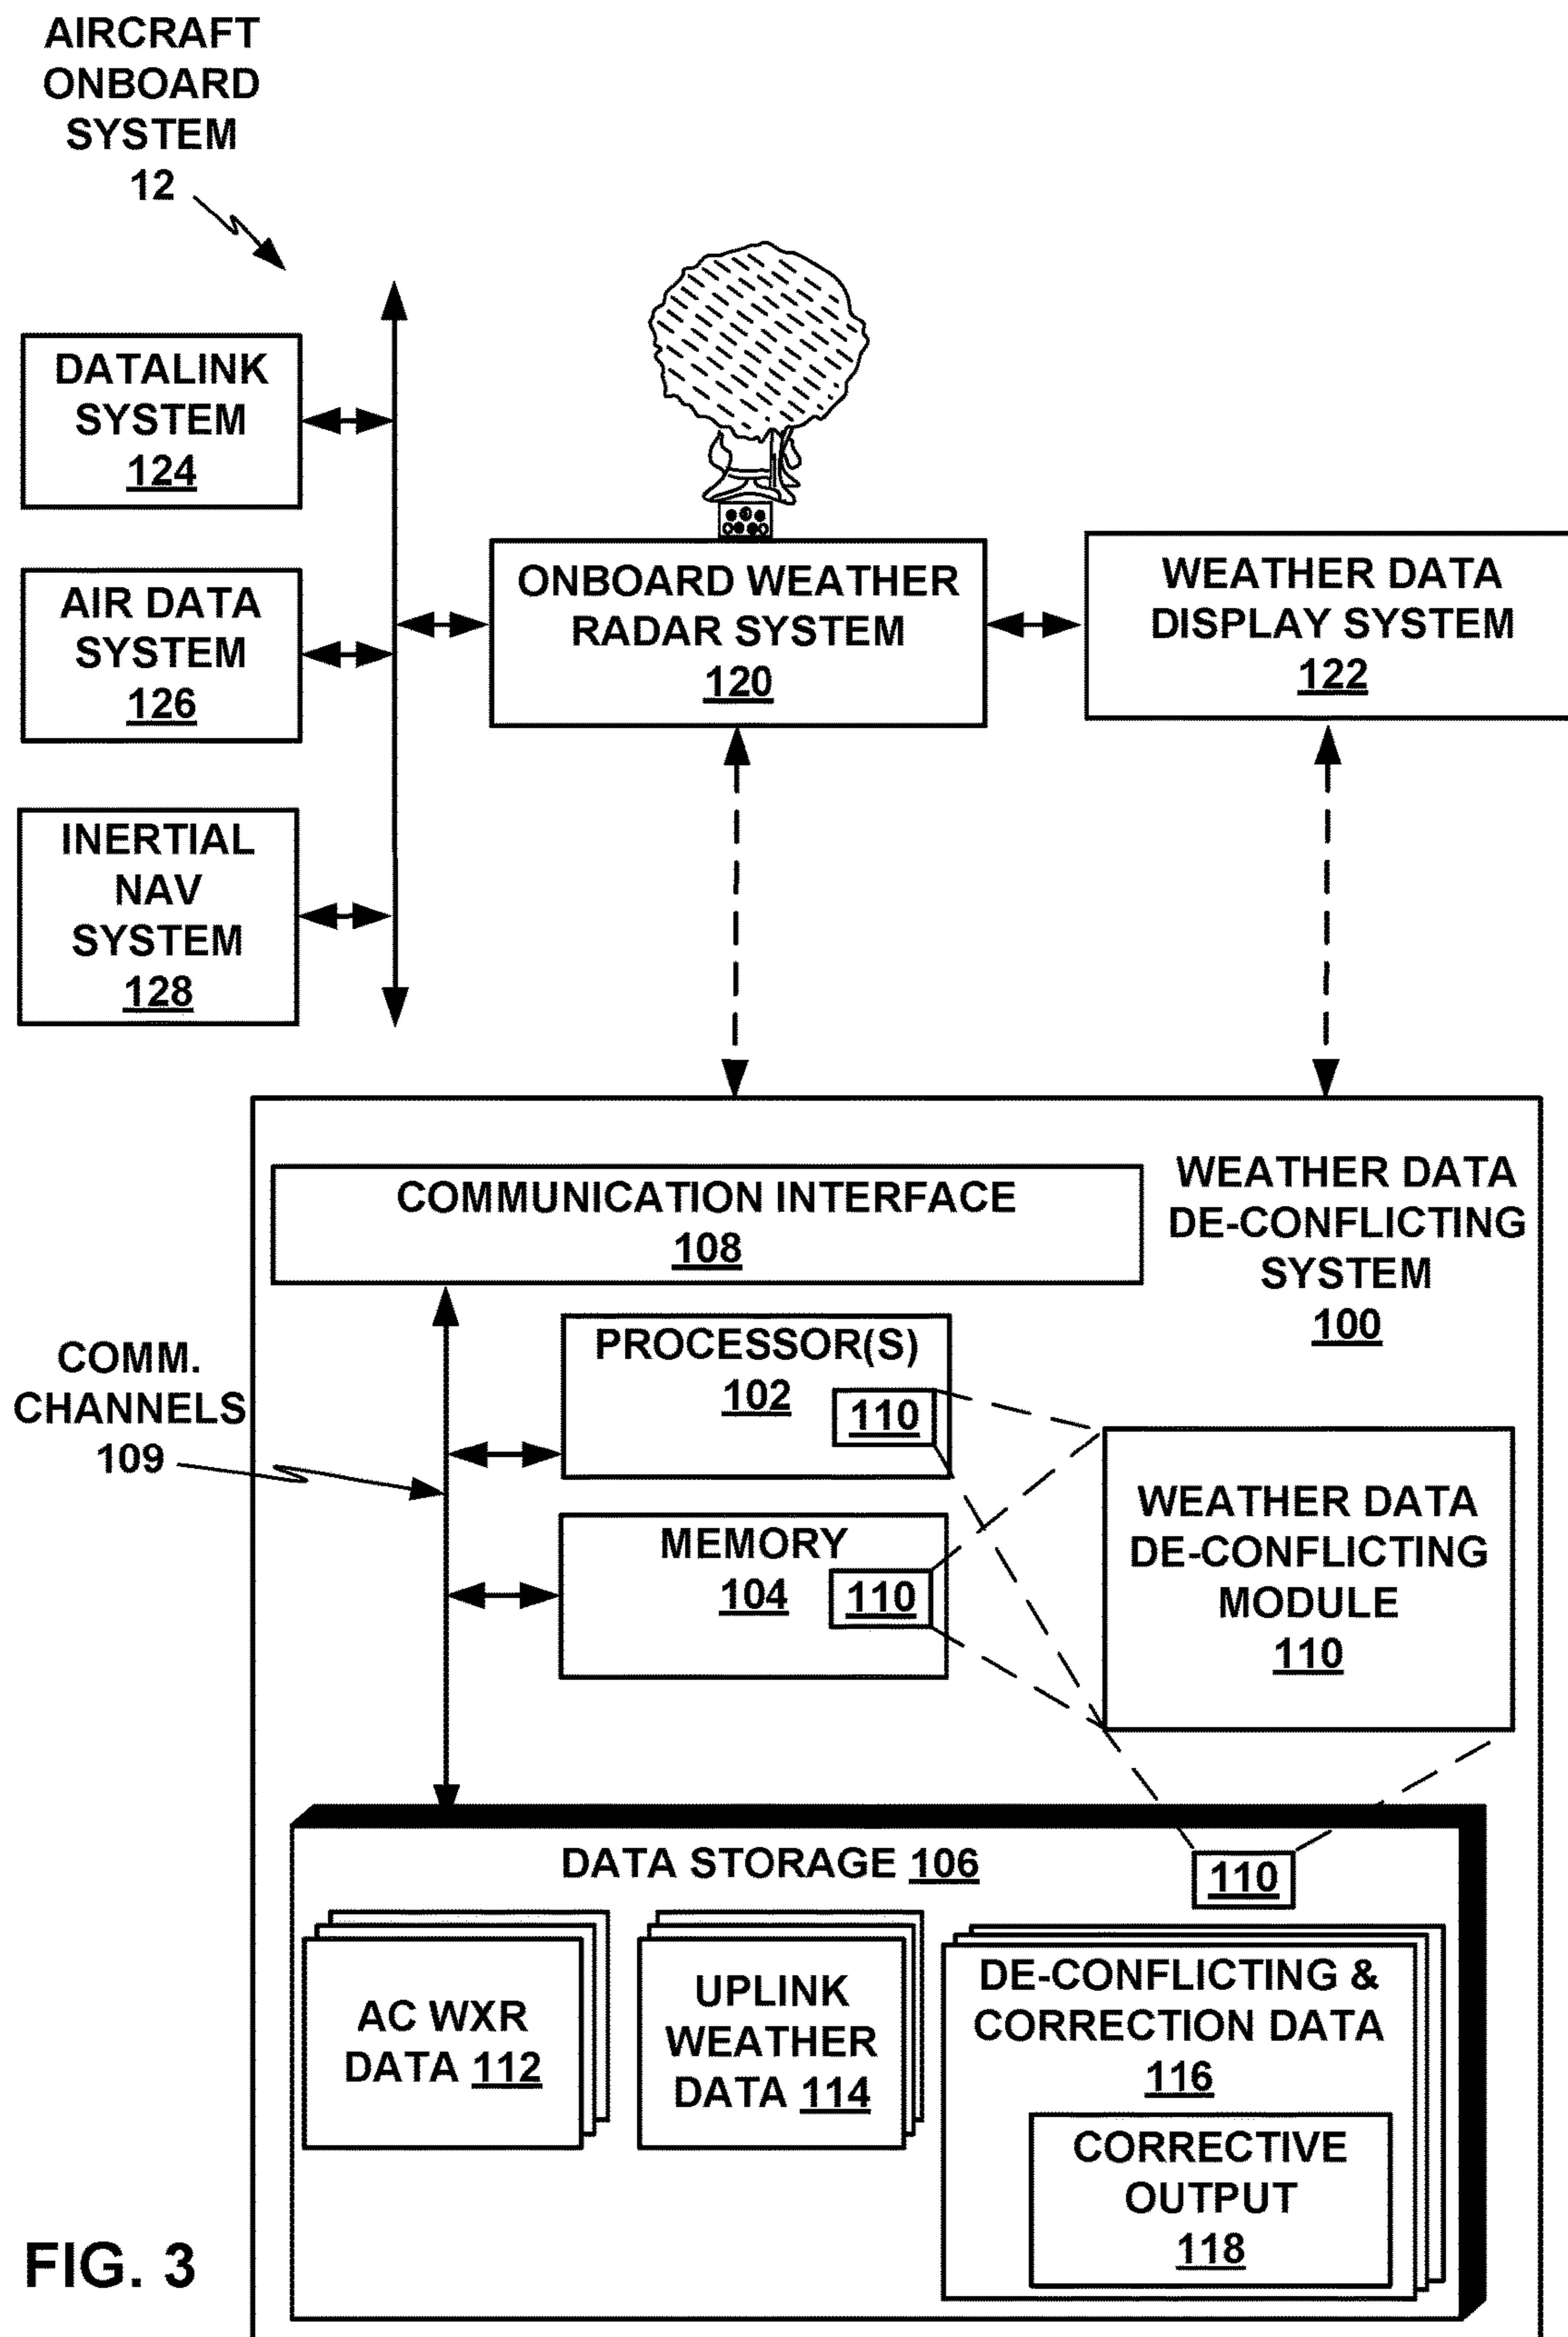 AIRCRAFT
ONBOARD
SYSTEM
12
DATALINK
SYSTEM
124
AIR DATA
SYSTEM
126
INERTIAL
NAV
SYSTEM
128
ONBOARD WEATHER
RADAR SYSTEM
120
WEATHER DATA
DISPLAY SYSTEM
122
COMMUNICATION INTERFACE
108
WEATHER DATA
DE-CONFLICTING
SYSTEM
100
COMM.
CHANNELS
109
PROCESSOR(S)
102
110
MEMORY
104
110
WEATHER DATA
DE-CONFLICTING
MODULE
110
DATA STORAGE 106
110
AC WXR
DATA 112
UPLINK
WEATHER
DATA 114
DE-CONFLICTING &
CORRECTION DATA
116
CORRECTIVE
OUTPUT
118
FIG. 3